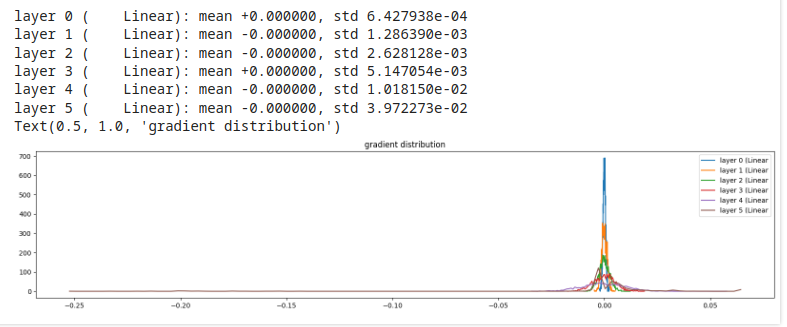 layer 0 (    Linear): mean +0.000000, std 6.427938e-04
layer 1 (    Linear): mean -0.000000, std 1.286390e-03
layer 2 (    Linear): mean -0.000000, std 2.628128e-03
layer 3 (    Linear): mean +0.000000, std 5.147054e-03
layer 4 (    Linear): mean -0.000000, std 1.018150e-02
layer 5 (    Linear): mean -0.000000, std 3.972273e-02
Text(0.5, 1.0, 'gradient distribution')
gradient distribution
700
600
500
400
300
200
100
0
layer 0 (Linear
layer 1 (Linear
layer 2 (Linear
layer 3 (Linear
layer 4 (Linear
layer 5 (Linear
−0.25 −0.20 −0.15 −0.10 −0.05 0.00 0.05